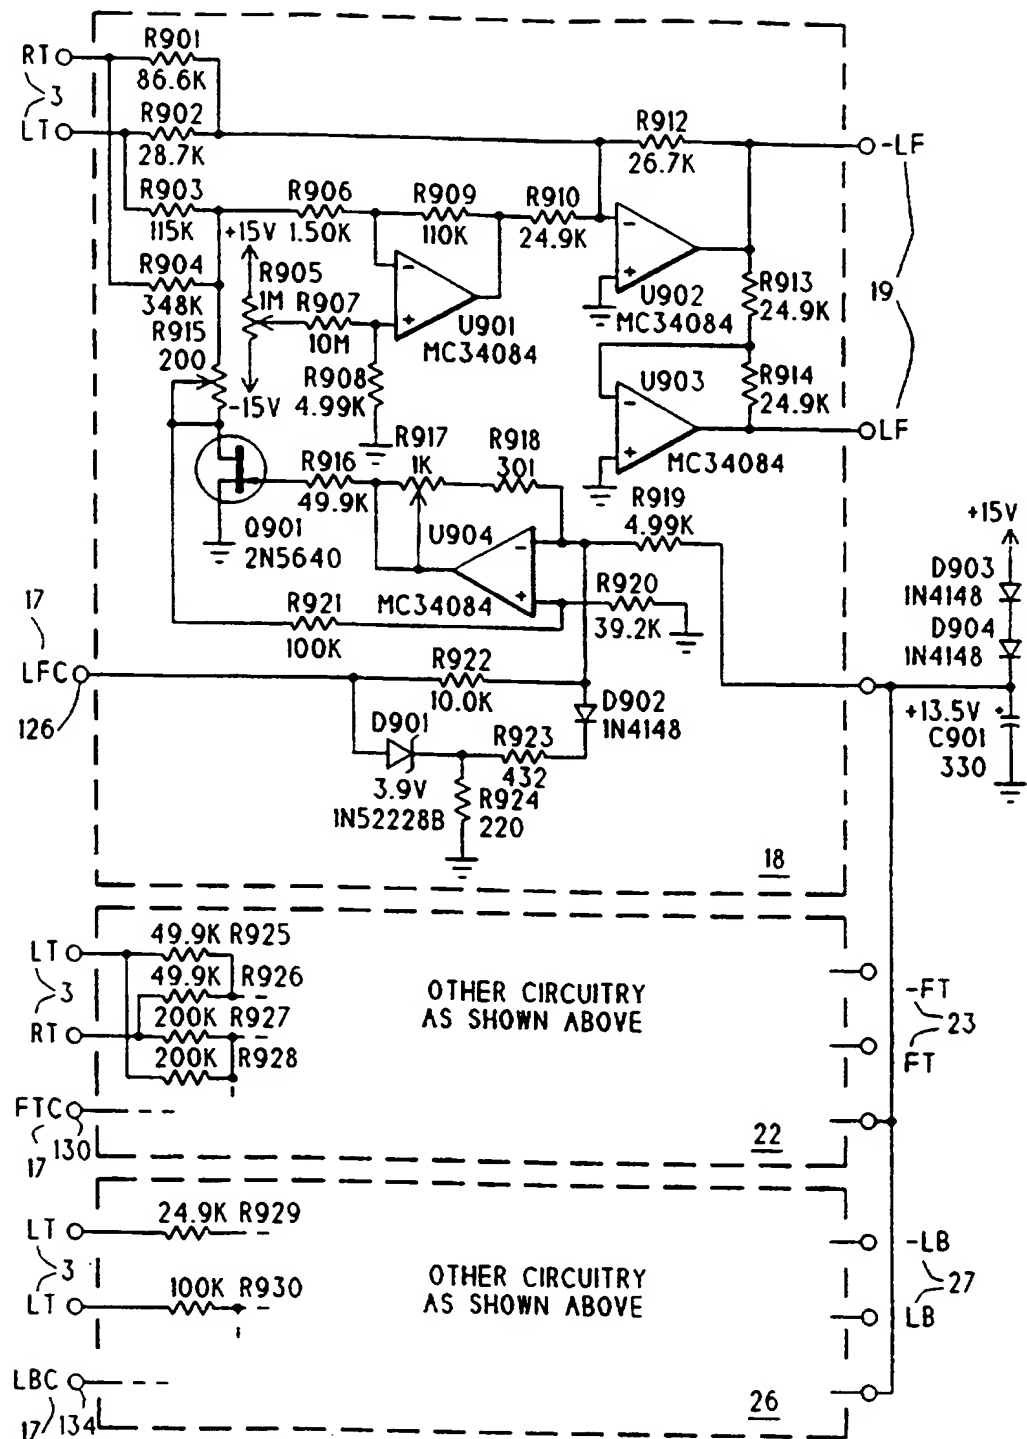 RT
3
LT
R901
86.6K
R902
28.7K
R903
115K
+15V
R904
348K
R905
1M
R915
200
-15V
R906
1.50K
R907
10M
R908
4.99K
R909
110K
-
+
U901
MC34084
R910
24.9K
R912
26.7K
-
+
U902
MC34084
R913
24.9K
-
+
U903
MC34084
R914
24.9K
-LF
19
LF
Q901
2N5640
R916
49.9K
R917
1K
R918
301
U904
-
+
MC34084
R919
4.99K
R920
39.2K
R921
100K
17
LFC
126
R922
10.0K
D901
3.9V
1N52228B
R923
432
R924
220
D902
1N4148
+15V
D903
1N4148
D904
1N4148
+13.5V +
C901
330
18
LT
3
RT
49.9K R925
49.9K R926
200K R927
200K R928
OTHER CIRCUITRY
AS SHOWN ABOVE
-FT
23
FT
FTC
17 130
22
LT
3
LT
24.9K R929
100K R930
OTHER CIRCUITRY
AS SHOWN ABOVE
-LB
27
LB
LBC
17 134
26